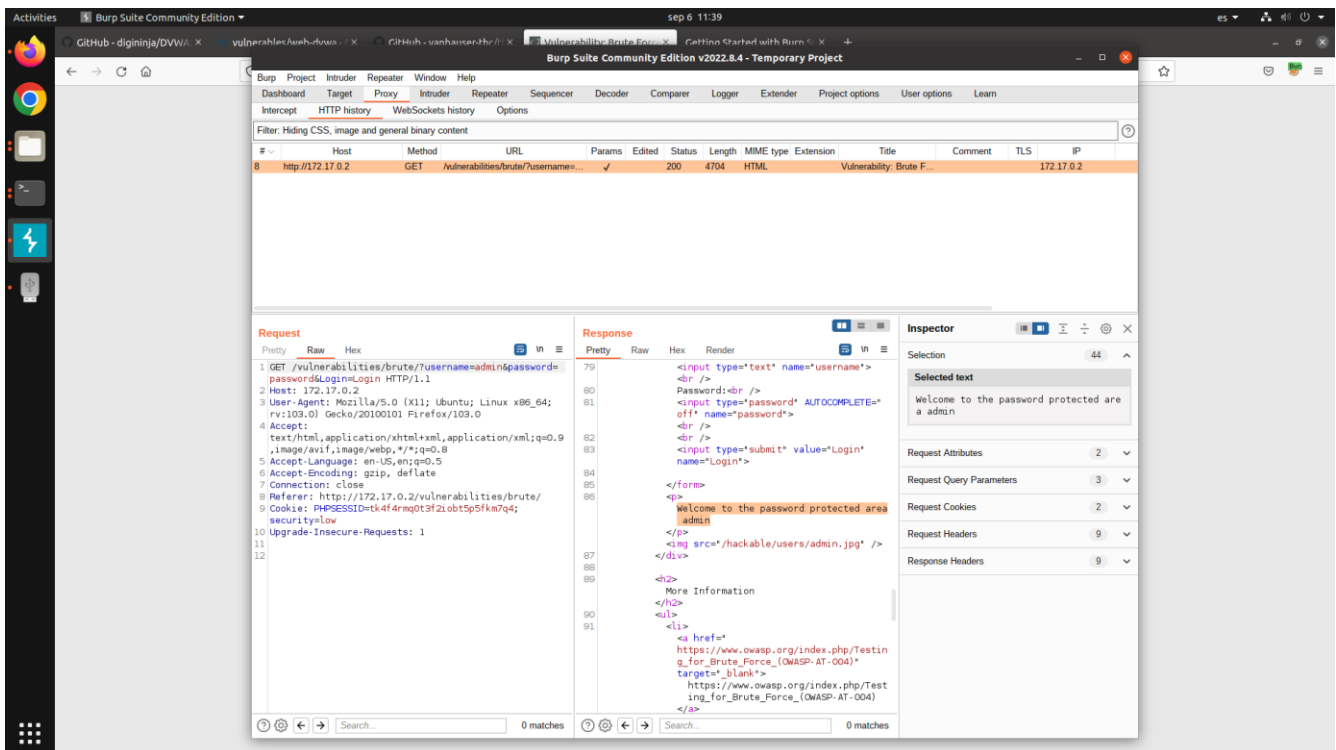 Activities
Burp Suite Community Edition
sep 6 11:39
es
GitHub - digininja/DVWA
vulnerables/web-dvwa -
GitHub - vanhauser-thc/
Vulnerability: Brute Force
Getting Started with Burp
Burp Suite Community Edition v2022.8.4 - Temporary Project
Burp Project Intruder Repeater Window Help
Dashboard Target Proxy Intruder Repeater Sequencer Decoder Comparer Logger Extender Project options User options Learn
Intercept HTTP history WebSockets history Options
Filter: Hiding CSS, image and general binary content
# Host Method URL Params Edited Status Length MIME type Extension Title Comment TLS IP
8 http://172.17.0.2 GET /vulnerabilities/brute/?username=... ✓ 200 4704 HTML Vulnerability: Brute F... 172.17.0.2
Request
Pretty Raw Hex
\n
1 GET /vulnerabilities/brute/?username=admin&password=
password&Login=Login HTTP/1.1
2 Host: 172.17.0.2
3 User-Agent: Mozilla/5.0 (X11; Ubuntu; Linux x86_64;
rv:103.0) Gecko/20100101 Firefox/103.0
4 Accept:
text/html,application/xhtml+xml,application/xml;q=0.9
,image/avif,image/webp,*/*;q=0.8
5 Accept-Language: en-US,en;q=0.5
6 Accept-Encoding: gzip, deflate
7 Connection: close
8 Referer: http://172.17.0.2/vulnerabilities/brute/
9 Cookie: PHPSESSID=tk4f4rmq0t3f2iobt5p5fkm7q4;
security=low
10 Upgrade-Insecure-Requests: 1
11
12
Search...
0 matches
Response
Pretty Raw Hex Render
\n
79 <input type="text" name="username">
<br />
80 Password:<br />
81 <input type="password" AUTOCOMPLETE="
off" name="password">
<br />
82 <br />
83 <input type="submit" value="Login"
name="Login">
84
85 </form>
86 <p>
Welcome to the password protected area
admin
</p>
<img src="/hackable/users/admin.jpg" />
87 </div>
88
89 <h2>
More Information
</h2>
90 <ul>
91 <li>
<a href="
https://www.owasp.org/index.php/Testin
g_for_Brute_Force_(OWASP-AT-004)"
target="_blank">
https://www.owasp.org/index.php/Test
ing_for_Brute_Force_(OWASP-AT-004)
</a>
Search...
0 matches
Inspector
Selection 44
Selected text
Welcome to the password protected are
a admin
Request Attributes 2
Request Query Parameters 3
Request Cookies 2
Request Headers 9
Response Headers 9